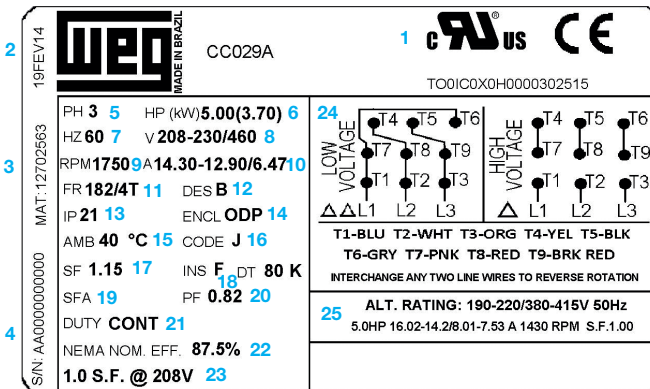 2 19FEV14
WEG MADE IN BRAZIL
CC029A
1 c RU US CE
TO0IC0X0H0000302515
3 MAT:12702563
4 S/N: AA0000000000
PH 3 5 HP (kW)5.00(3.70) 6
HZ 60 7 V 208-230/460 8
RPM1750 9 A14.30-12.90/6.47 10
FR 182/4T 11 DES B 12
IP 21 13 ENCL ODP 14
AMB 40 °C 15 CODE J 16
SF 1.15 17 INS F 18 DT 80 K
SFA 19 PF 0.82 20
DUTY CONT 21
NEMA NOM. EFF. 87.5% 22
1.0 S.F. @ 208V 23
24
LOW VOLTAGE
T4 T5 T6
T7 T8 T9
T1 T2 T3
△△ L1 L2 L3
HIGH VOLTAGE
T4 T5 T6
T7 T8 T9
T1 T2 T3
△ L1 L2 L3
T1-BLU T2-WHT T3-ORG T4-YEL T5-BLK
T6-GRY T7-PNK T8-RED T9-BRK RED
INTERCHANGE ANY TWO LINE WIRES TO REVERSE ROTATION
25 ALT. RATING: 190-220/380-415V 50Hz
5.0HP 16.02-14.2/8.01-7.53 A 1430 RPM S.F.1.00